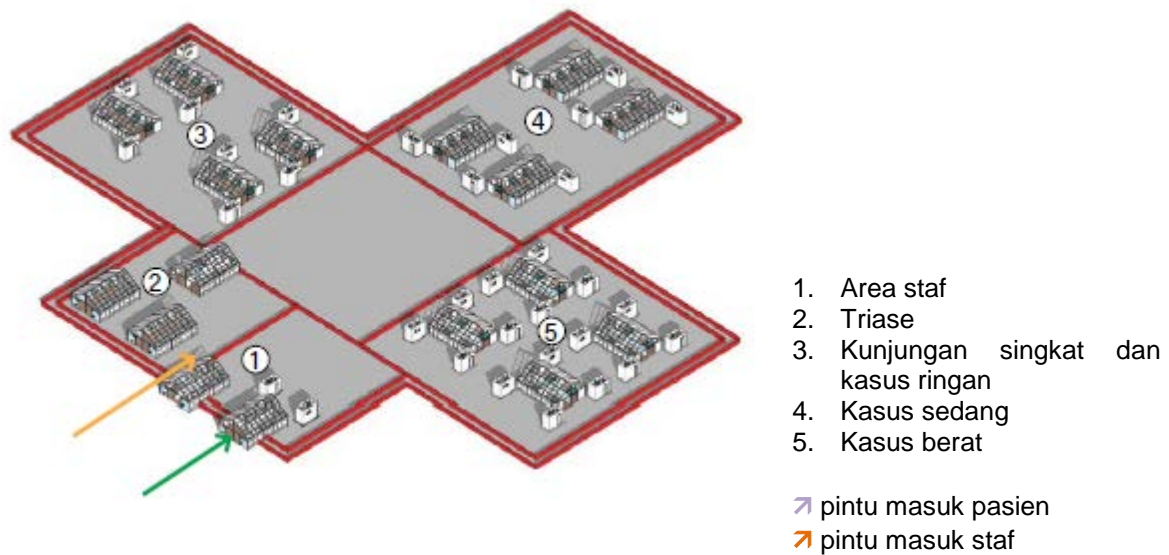 3
4
2
1
5
1. Area staf
2. Triase
3. Kunjungan singkat dan
kasus ringan
4. Kasus sedang
5. Kasus berat
pintu masuk pasien
pintu masuk staf